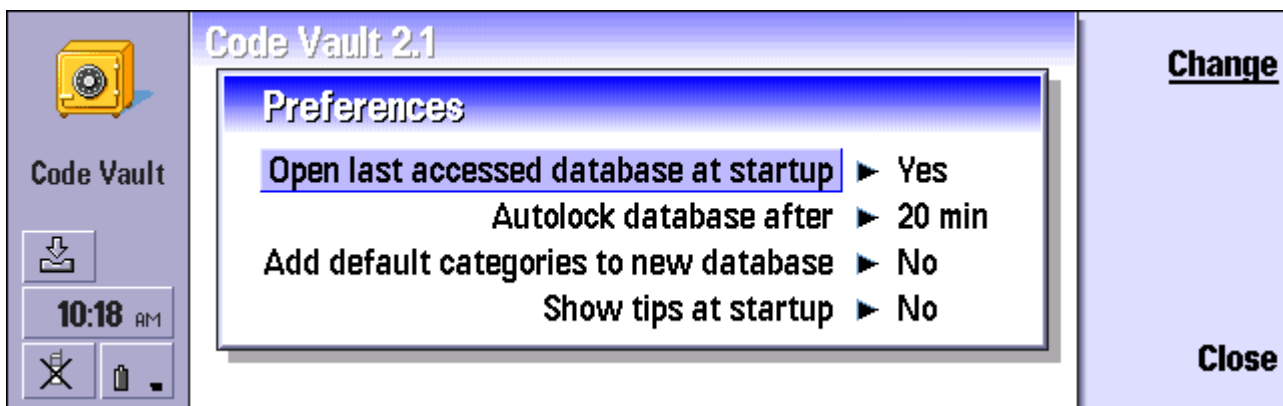 Code Vault
10:18 AM
Code Vault 2.1
Preferences
Open last accessed database at startup Yes
Autolock database after 20 min
Add default categories to new database No
Show tips at startup No
Change
Close